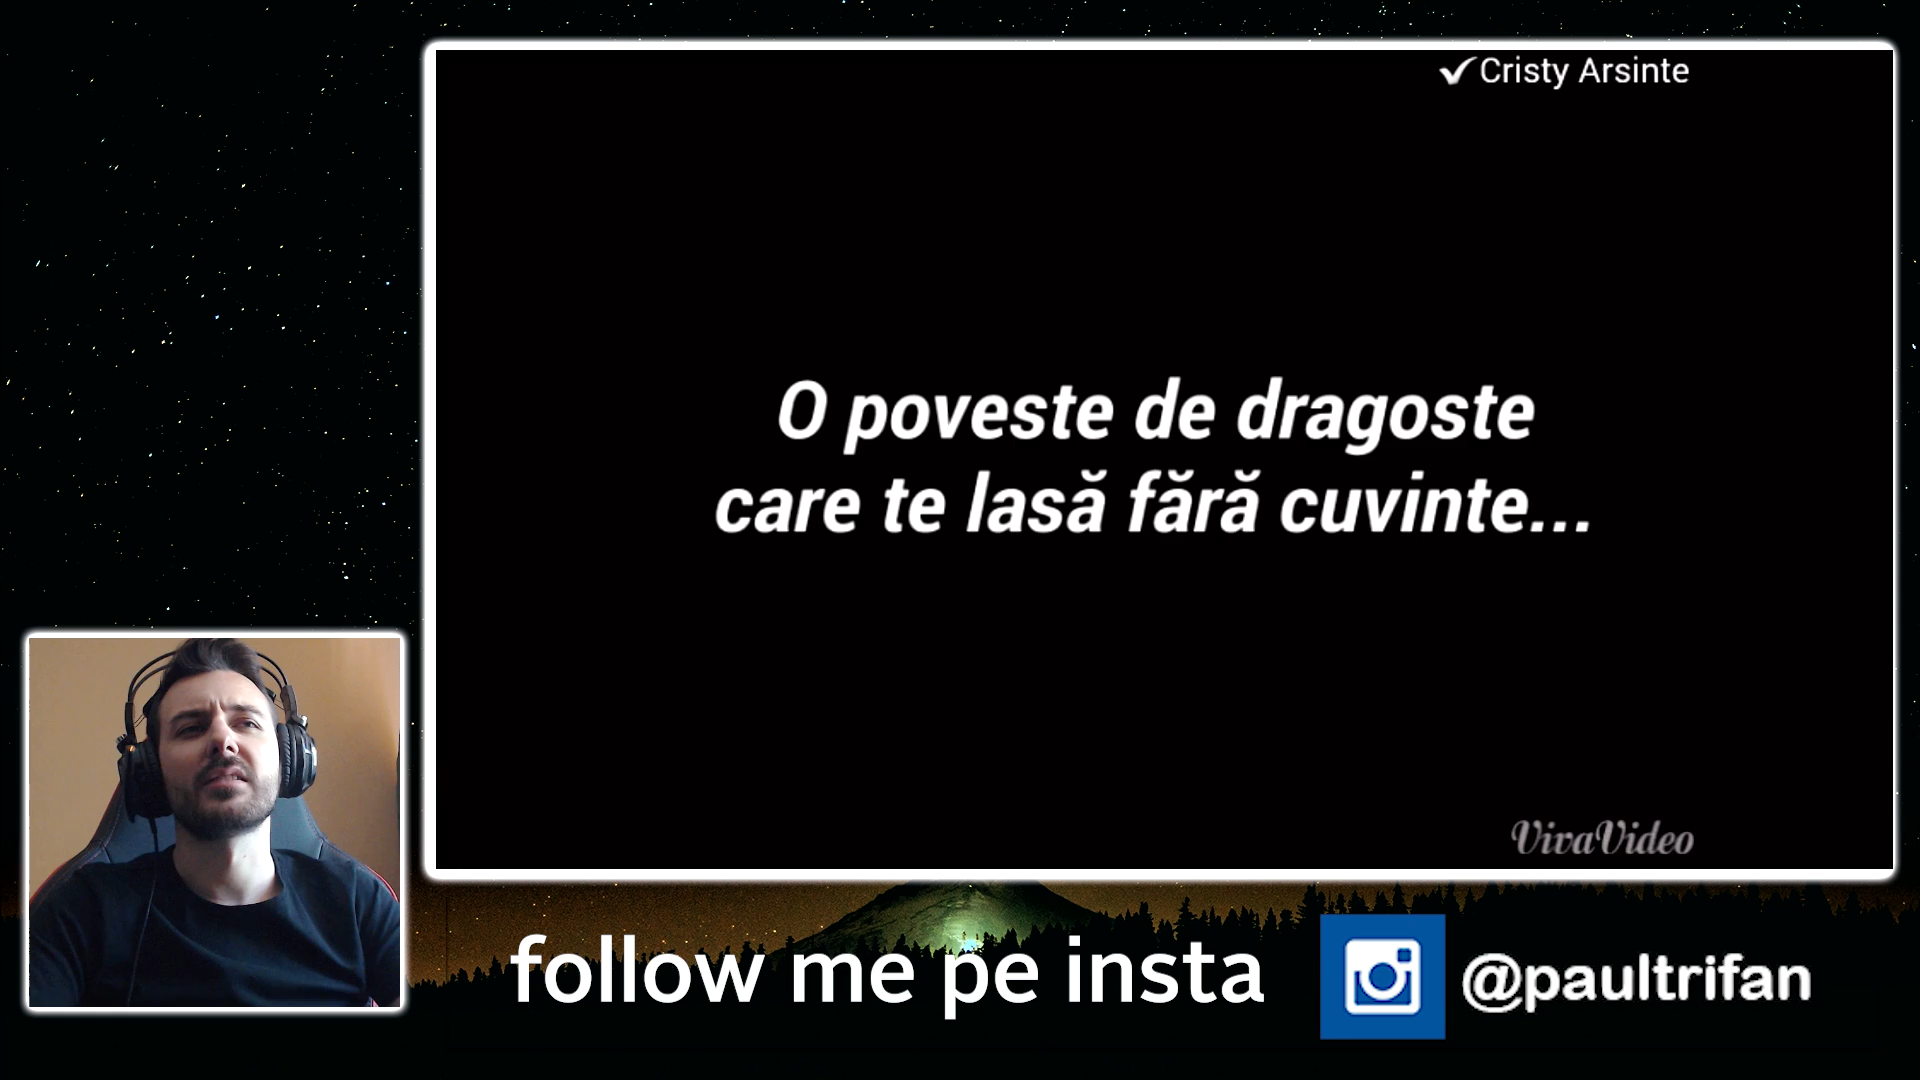 ✓Cristy Arsinte
O poveste de dragoste
care te lasă fără cuvinte...
VivaVideo
follow me pe insta
@paultrifan